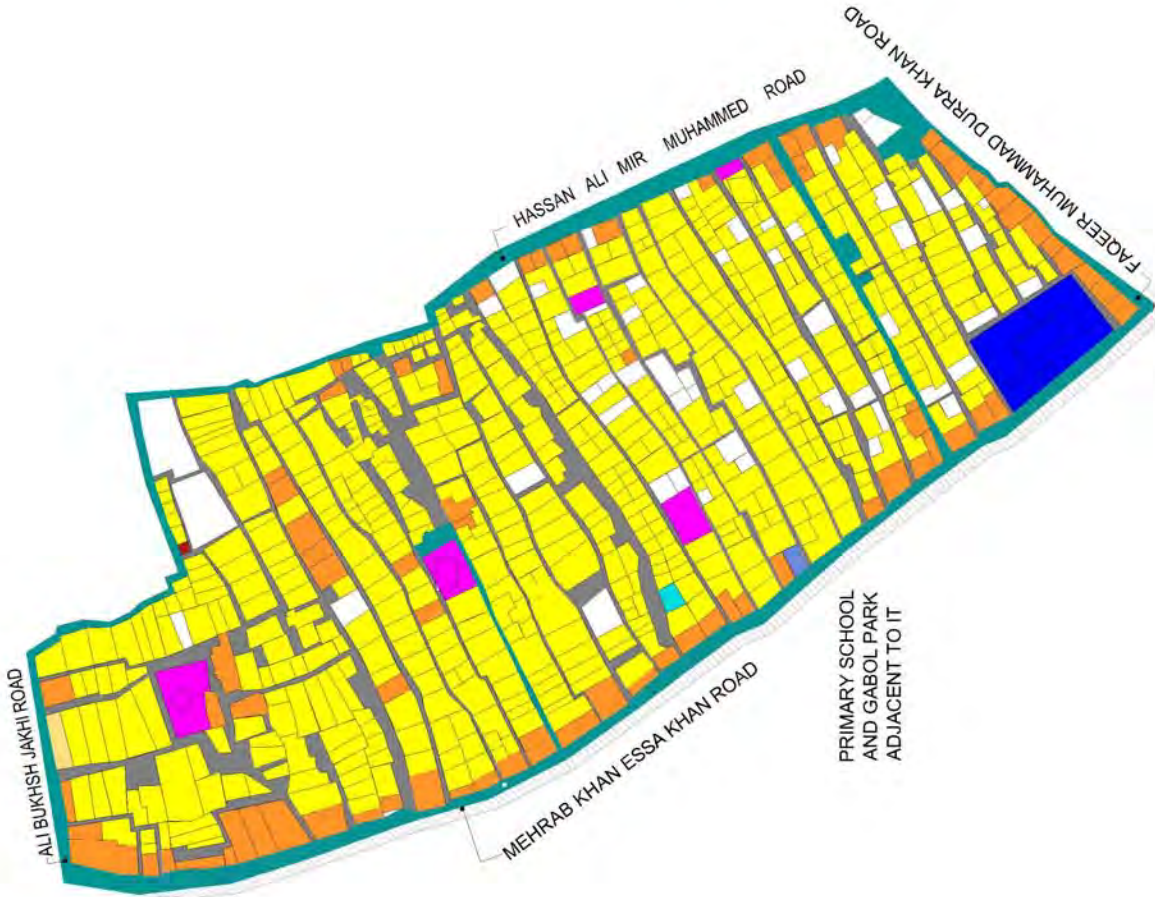 FAQEER MUHAMMAD DURRA KHAN ROAD
HASSAN ALI MIR MUHAMMED ROAD
ALI BUKHSH JAKHI ROAD
MEHRAB KHAN ESSA KHAN ROAD
PRIMARY SCHOOL
AND GABOL PARK
ADJACENT TO IT